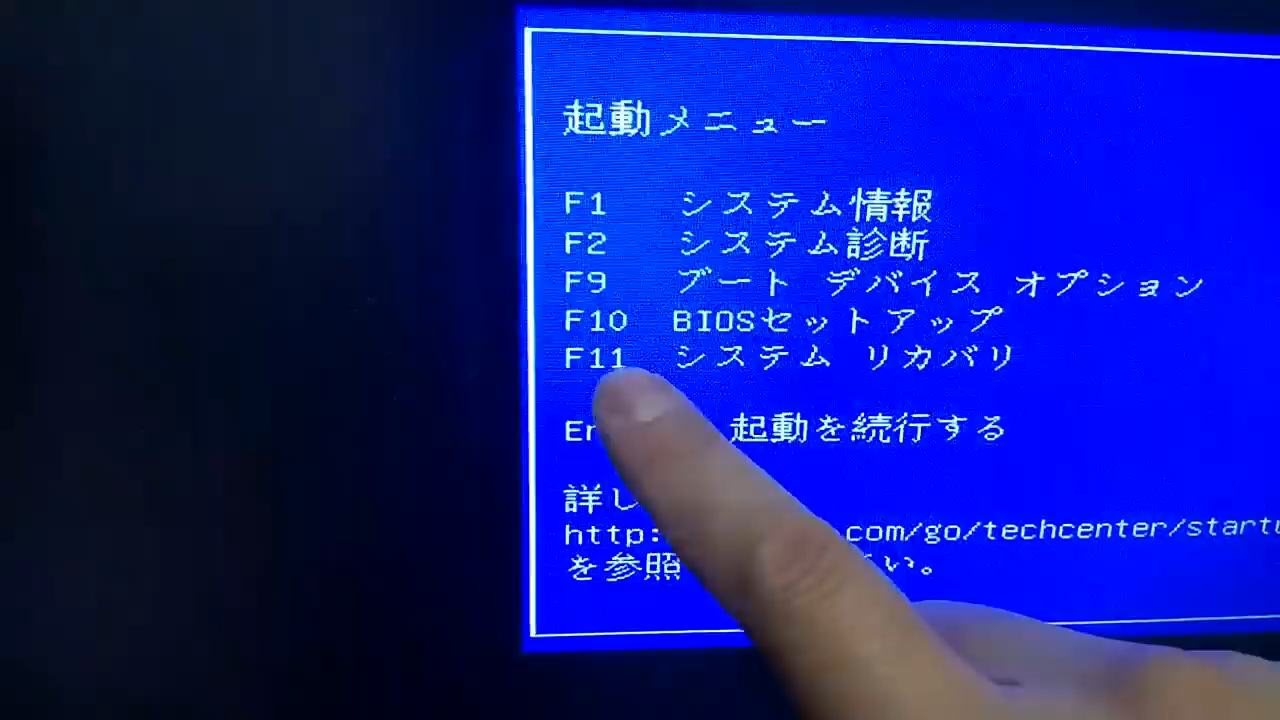 起動メニュー
F1 システム情報
F2 システム診断
F9 ブート デバイス オプション
F10 BIOSセットアップ
F11 システム リカバリ
起動を続行する
詳し
http: com/go/techcenter/start
を参照 い。